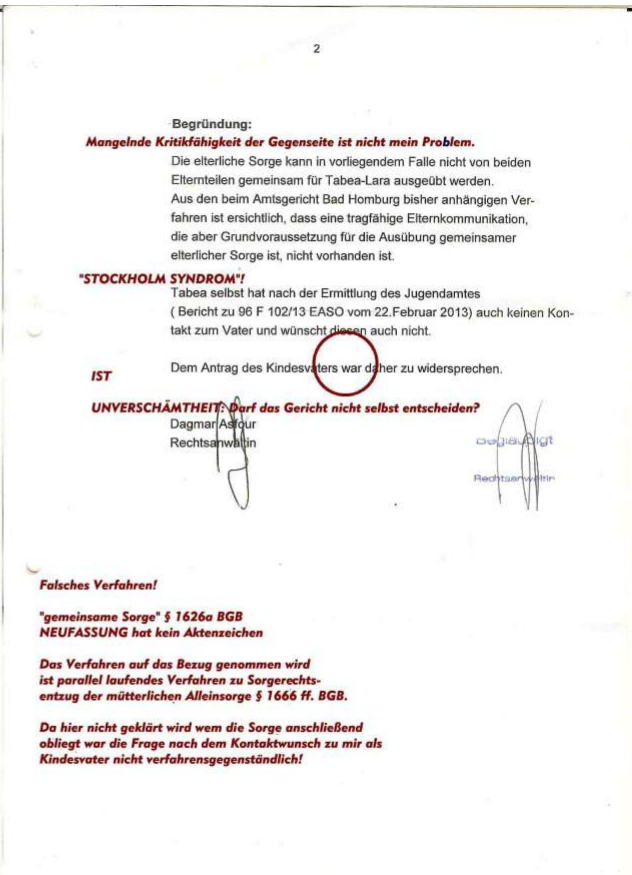 2
Begründung:
Mangelnde Kritikfähigkeit der Gegenseite ist nicht mein Problem.
Die elterliche Sorge kann in vorliegendem Falle nicht von beiden
Elternteilen gemeinsam für Tabea-Lara ausgeübt werden.
Aus den beim Amtsgericht Bad Homburg bisher anhängigen Ver-
fahren ist ersichtlich, dass eine tragfähige Elternkommunikation,
die aber Grundvoraussetzung für die Ausübung gemeinsamer
elterlicher Sorge ist, nicht vorhanden ist.
"STOCKHOLM SYNDROM"!
Tabea selbst hat nach der Ermittlung des Jugendamtes
( Bericht zu 96 F 102/13 EASO vom 22.Februar 2013) auch keinen Kon-
takt zum Vater und wünscht diesen auch nicht.
Dem Antrag des Kindesvaters war daher zu widersprechen.
IST
UNVERSCHÄMTHEIT: Darf das Gericht nicht selbst entscheiden?
Dagmar Asfour
Rechtsanwältin
Beglaubigt
Rechtsanwältin
Falsches Verfahren!
"gemeinsame Sorge" § 1626a BGB
NEUFASSUNG hat kein Aktenzeichen
Das Verfahren auf das Bezug genommen wird
ist parallel laufendes Verfahren zu Sorgerechts-
entzug der mütterlichen Alleinsorge § 1666 ff. BGB.
Da hier nicht geklärt wird wem die Sorge anschließend
obliegt war die Frage nach dem Kontaktwunsch zu mir als
Kindesvater nicht verfahrensgegenständlich!